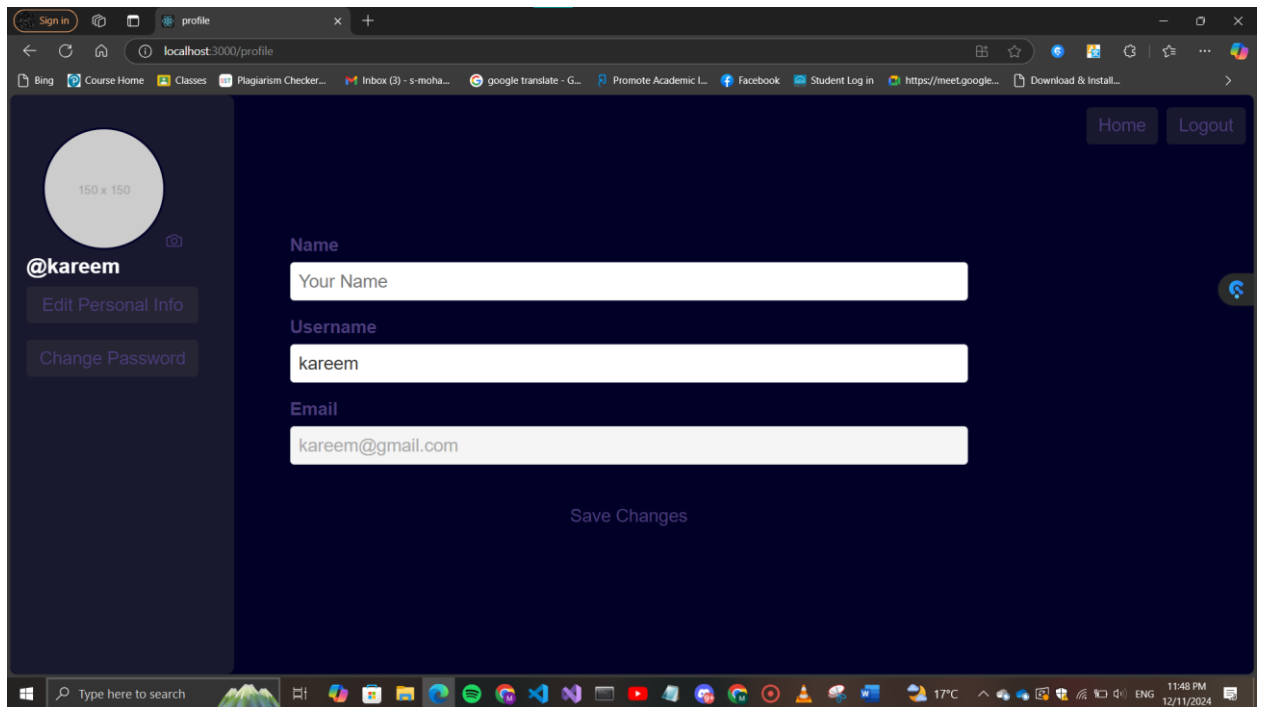 Sign in
profile
localhost:3000/profile
Bing Course Home Classes Plagiarism Checker... Inbox (3) - s-moha... google translate - G... Promote Academic I... Facebook Student Log in https://meet.google... Download & Install...
Home Logout
150 x 150
@kareem
Edit Personal Info
Change Password
Name
Your Name
Username
kareem
Email
kareem@gmail.com
Save Changes
Type here to search
17°C
ENG
11:48 PM
12/11/2024